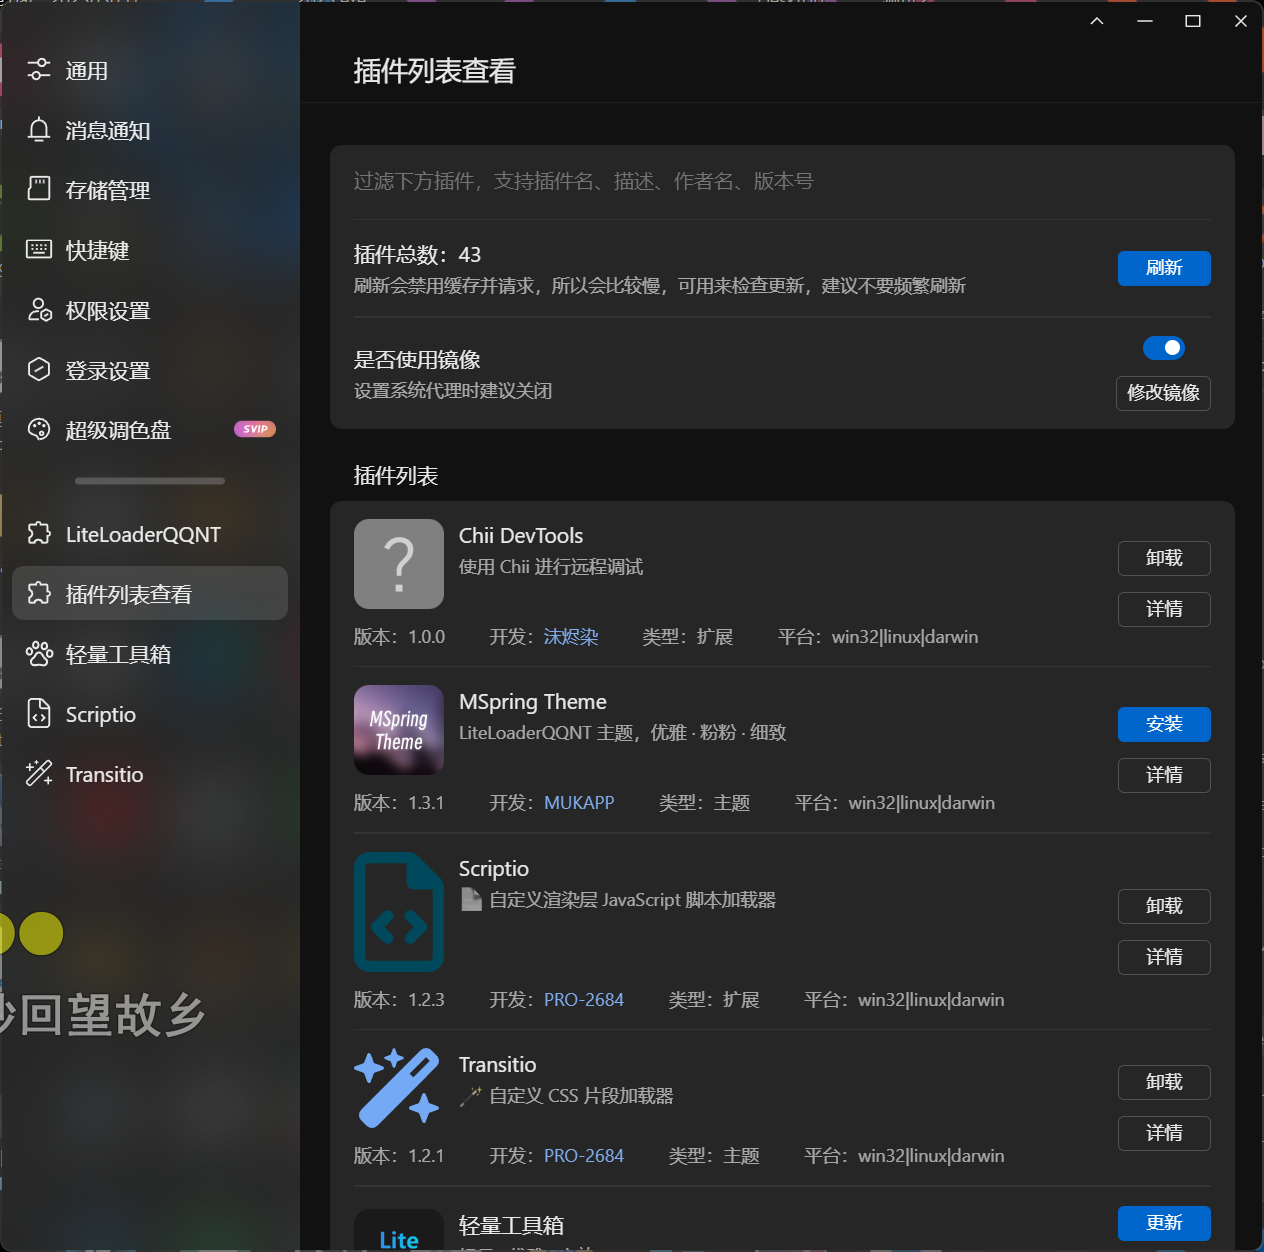 通用
消息通知
存储管理
快捷键
权限设置
登录设置
超级调色盘
SVIP
LiteLoaderQQNT
插件列表查看
轻量工具箱
Scriptio
Transitio
回望故乡
插件列表查看
过滤下方插件，支持插件名、描述、作者名、版本号
插件总数：43
刷新会禁用缓存并请求，所以会比较慢，可用来检查更新，建议不要频繁刷新
刷新
是否使用镜像
设置系统代理时建议关闭
修改镜像
插件列表
?
Chii DevTools
使用 Chii 进行远程调试
卸载
详情
版本：1.0.0 开发：沫烬染 类型：扩展 平台：win32|linux|darwin
MSpring
Theme
MSpring Theme
LiteLoaderQQNT 主题，优雅 · 粉粉 · 细致
安装
详情
版本：1.3.1 开发：MUKAPP 类型：主题 平台：win32|linux|darwin
Scriptio
自定义渲染层 JavaScript 脚本加载器
卸载
详情
版本：1.2.3 开发：PRO-2684 类型：扩展 平台：win32|linux|darwin
Transitio
自定义 CSS 片段加载器
卸载
详情
版本：1.2.1 开发：PRO-2684 类型：主题 平台：win32|linux|darwin
Lite
轻量工具箱
更新